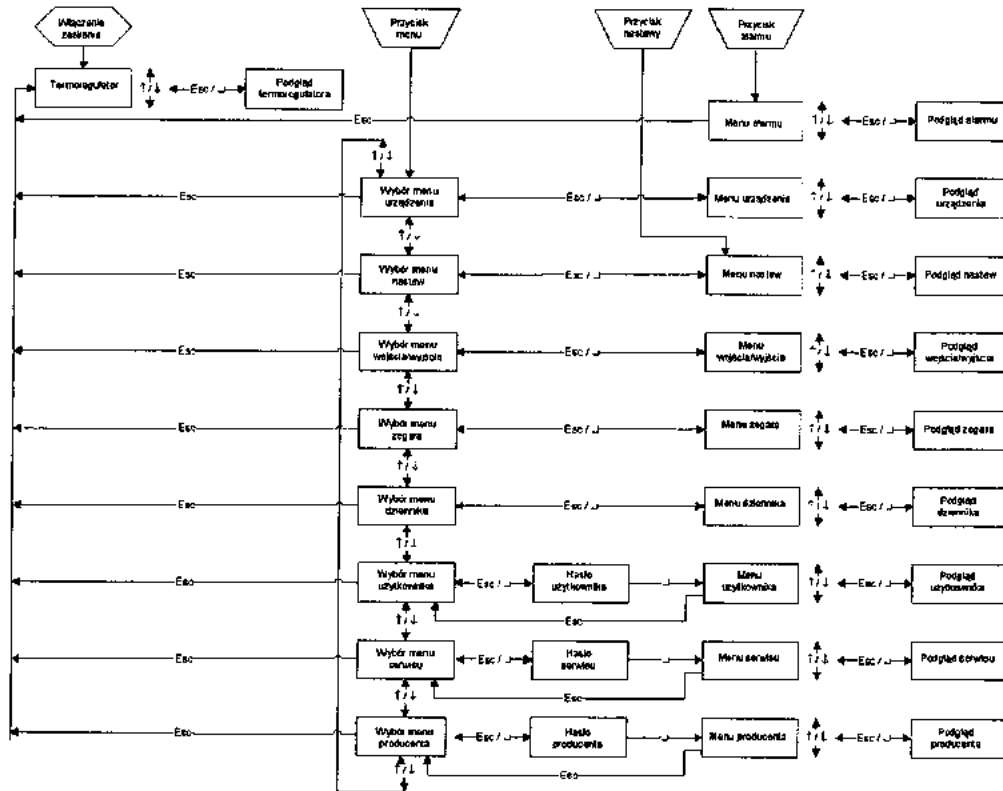 Włączenie
zasilania
Przycisk
menu
Przycisk
nastawy
Przycisk
alarmu
Termoregulator
↑ / ↓
Esc / ↵
Podgląd
termoregulatora
Esc
Menu alarmu
↑ / ↓
Esc / ↵
Podgląd alarmu
↑ / ↓
Esc
Wybór menu
urządzenia
Esc / ↵
Menu urządzenia
↑ / ↓
Esc / ↵
Podgląd
urządzenia
↑ / ↓
Esc
Wybór menu
nastaw
Esc / ↵
Menu nastaw
↑ / ↓
Esc / ↵
Podgląd nastaw
↑ / ↓
Esc
Wybór menu
wejścia/wyjścia
Esc / ↵
Menu
wejścia/wyjścia
↑ / ↓
Esc / ↵
Podgląd
wejścia/wyjścia
↑ / ↓
Esc
Wybór menu
zegara
Esc / ↵
Menu zegara
↑ / ↓
Esc / ↵
Podgląd zegara
↑ / ↓
Esc
Wybór menu
dziennika
Esc / ↵
Menu dziennika
↑ / ↓
Esc / ↵
Podgląd
dziennika
↑ / ↓
Esc
Wybór menu
użytkownika
Esc / ↵
Hasło
użytkownika
↵
Menu
użytkownika
↑ / ↓
Esc / ↵
Podgląd
użytkownika
Esc
↑ / ↓
Esc
Wybór menu
serwisu
Esc / ↵
Hasło
serwisu
↵
Menu serwisu
↑ / ↓
Esc / ↵
Podgląd serwisu
Esc
↑ / ↓
Esc
Wybór menu
producenta
Esc / ↵
Hasło
producenta
↵
Menu producenta
↑ / ↓
Esc / ↵
Podgląd
producenta
Esc
↑ / ↓